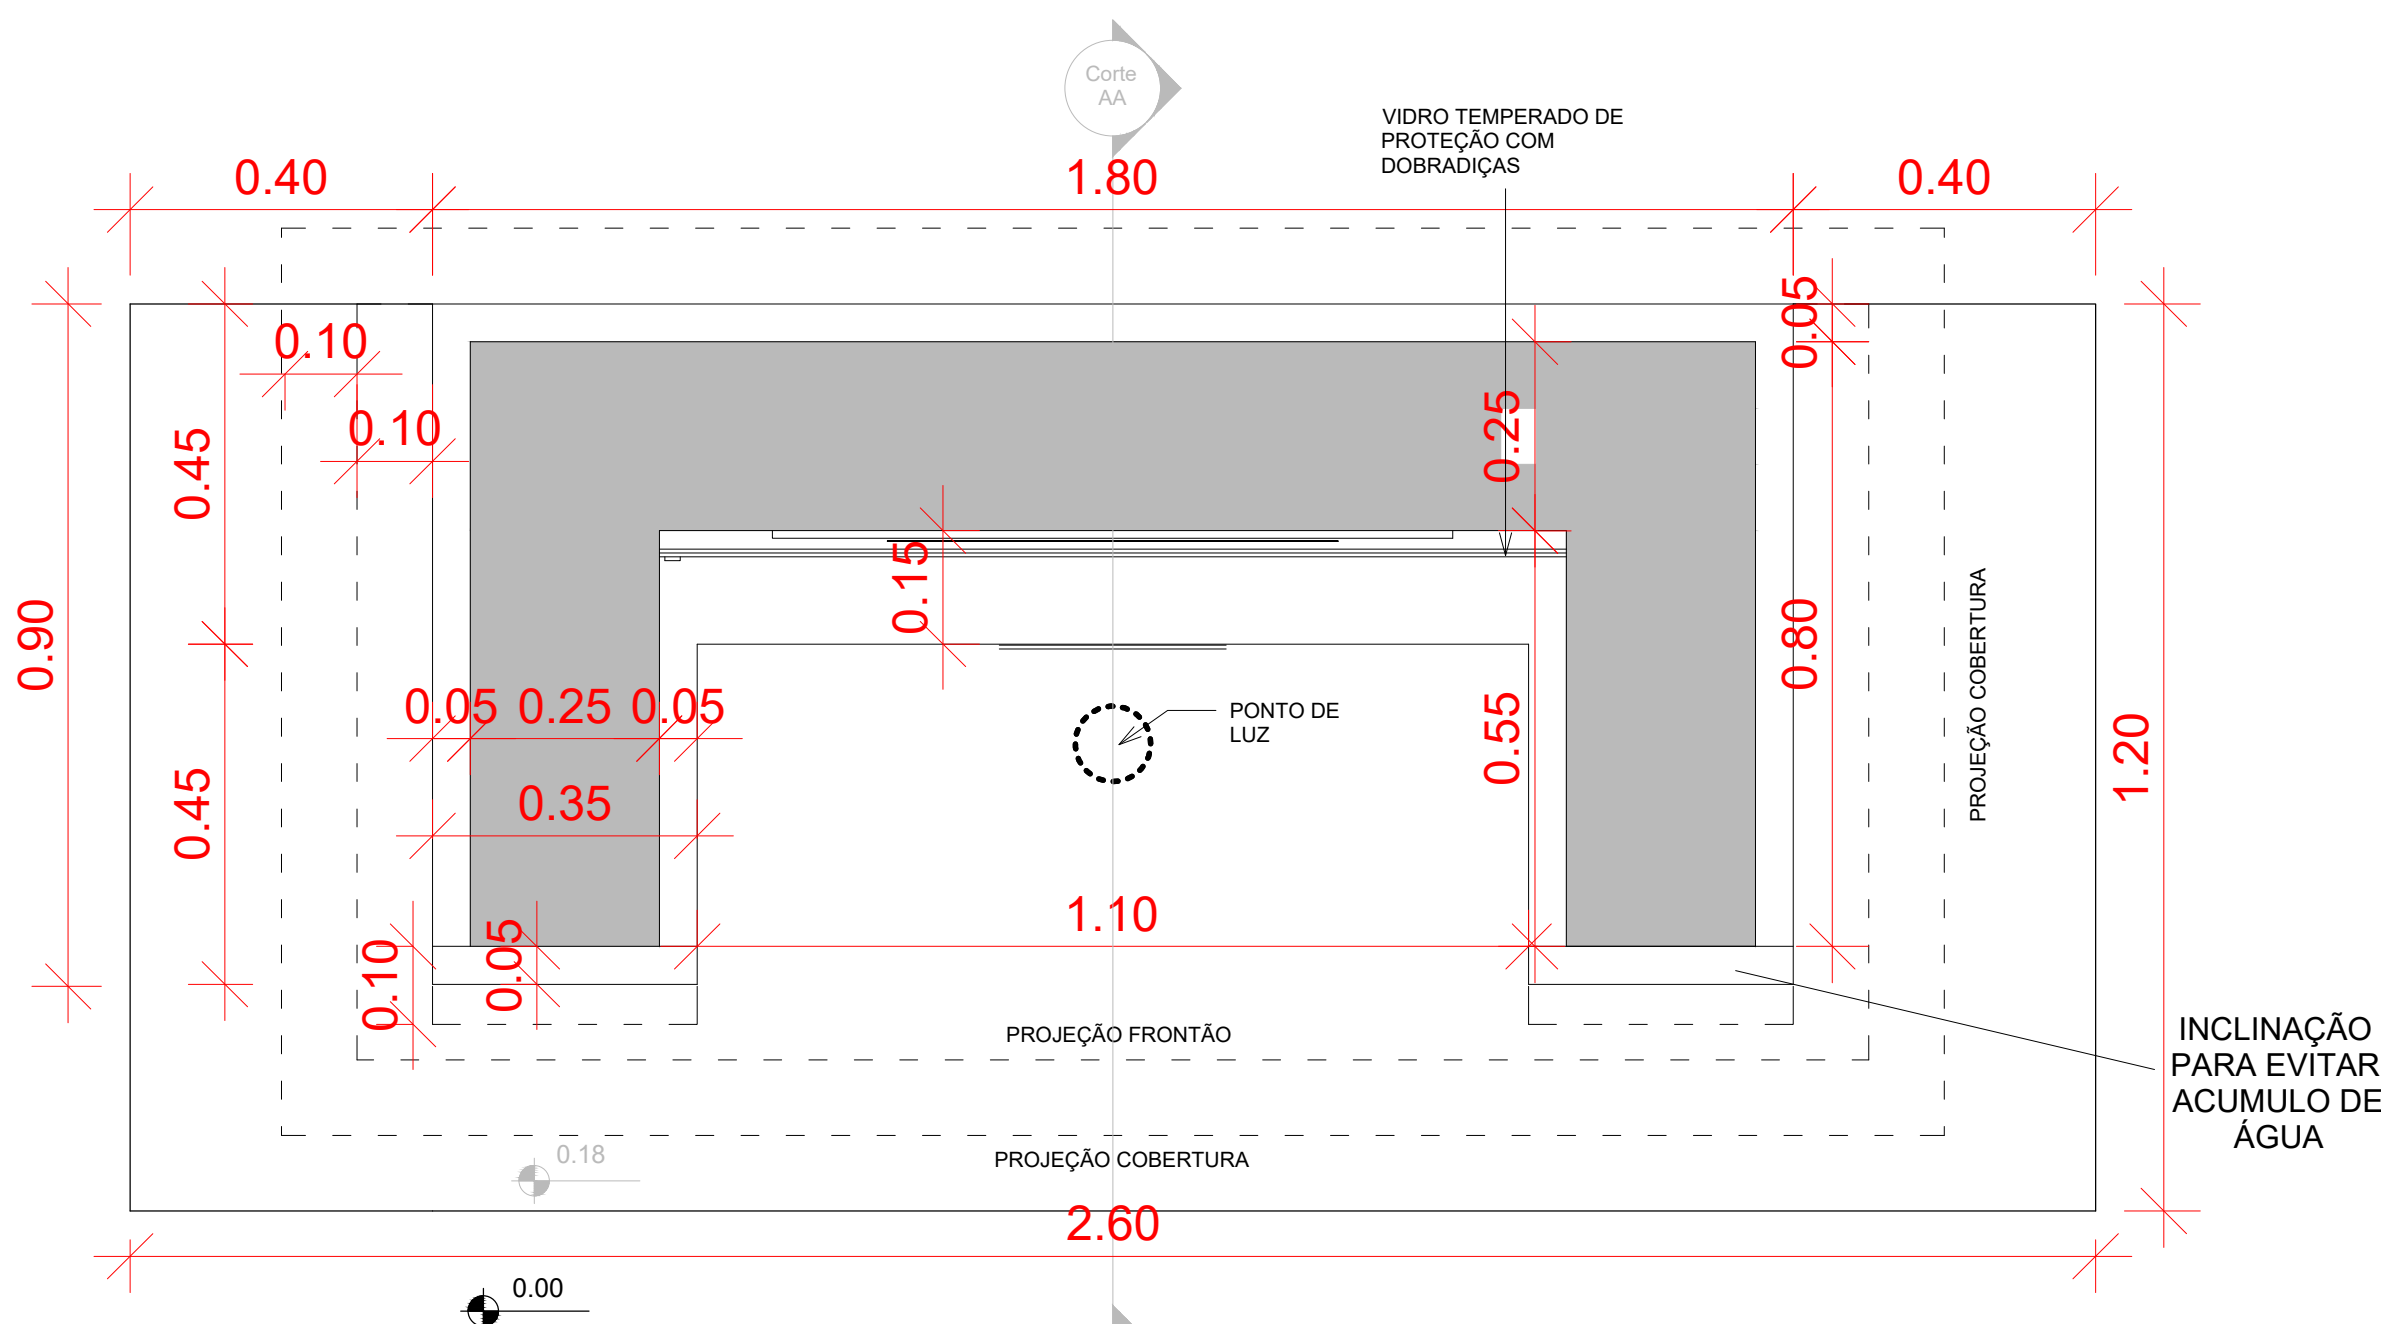 Corte
AA
VIDRO TEMPERADO DE
PROTEÇÃO COM
DOBRADIÇAS
0.40
1.80
0.40
0.05
0.10
0.10
0.45
0.25
0.15
0.90
0.80
PROJEÇÃO COBERTURA
0.05
0.25
0.05
PONTO DE
LUZ
0.55
1.20
0.45
0.35
1.10
0.10
0.05
PROJEÇÃO FRONTÃO
INCLINAÇÃO
PARA EVITAR
ACUMULO DE
ÁGUA
0.18
PROJEÇÃO COBERTURA
2.60
0.00